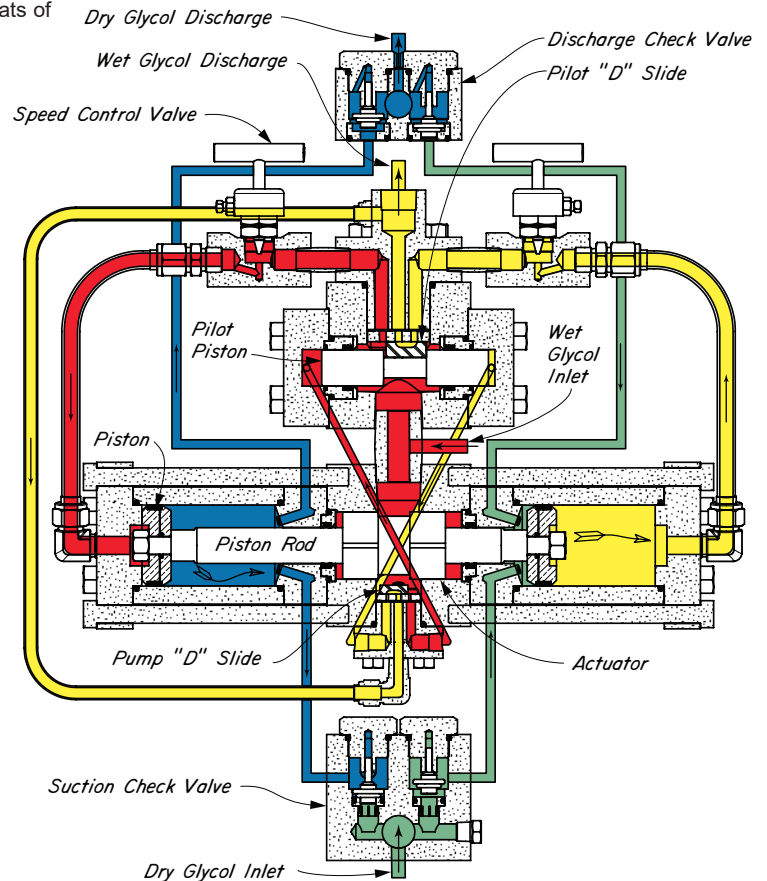 ats of
Dry Glycol Discharge
Wet Glycol Discharge
Discharge Check Valve
Pilot "D" Slide
Speed Control Valve
Pilot
Piston
Wet
Glycol
Inlet
Piston
Piston Rod
Pump "D" Slide
Actuator
Suction Check Valve
Dry Glycol Inlet